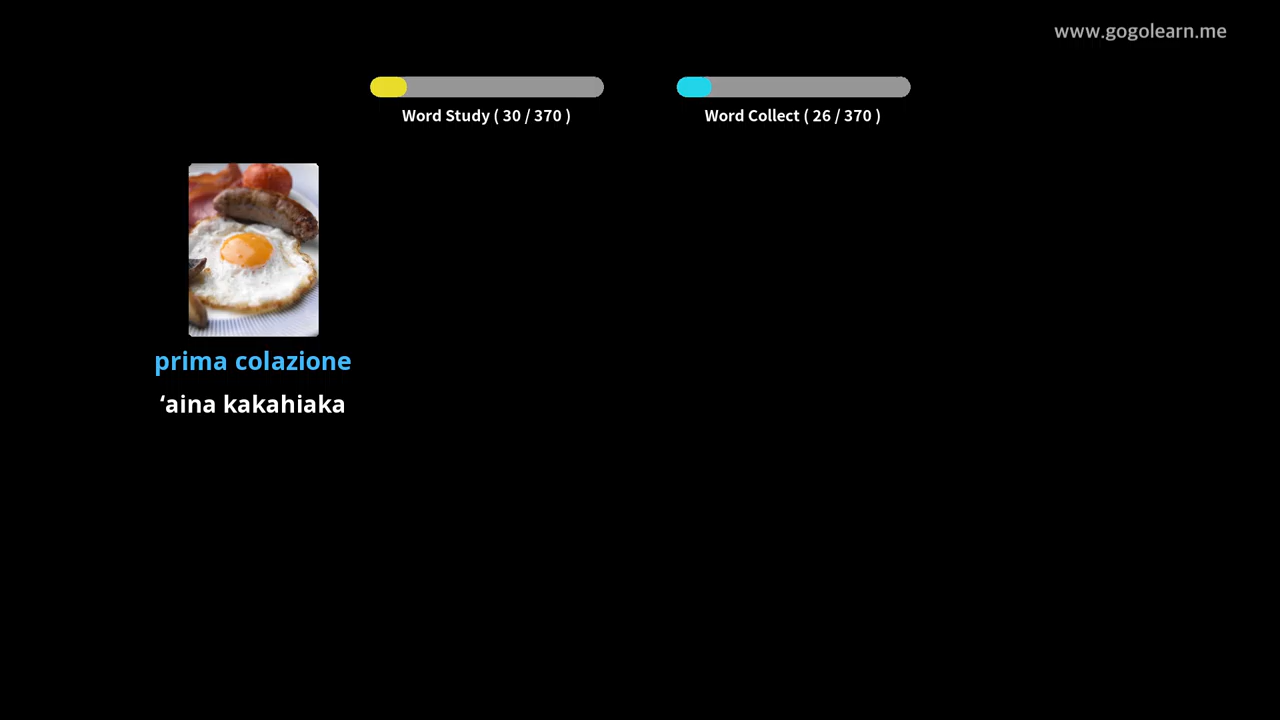 www.gogolearn.me
Word Study ( 30 / 370 )
Word Collect ( 26 / 370 )
prima colazione
ʻaina kakahiaka